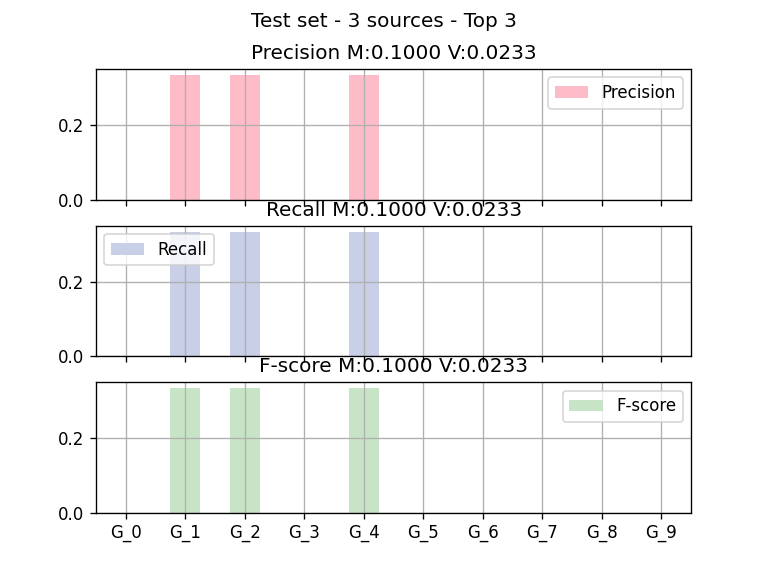 Test set - 3 sources - Top 3
Precision M:0.1000 V:0.0233
Precision
0.2
0.0
Recall M:0.1000 V:0.0233
Recall
0.2
0.0
F-score M:0.1000 V:0.0233
F-score
0.2
0.0
G_0 G_1 G_2 G_3 G_4 G_5 G_6 G_7 G_8 G_9